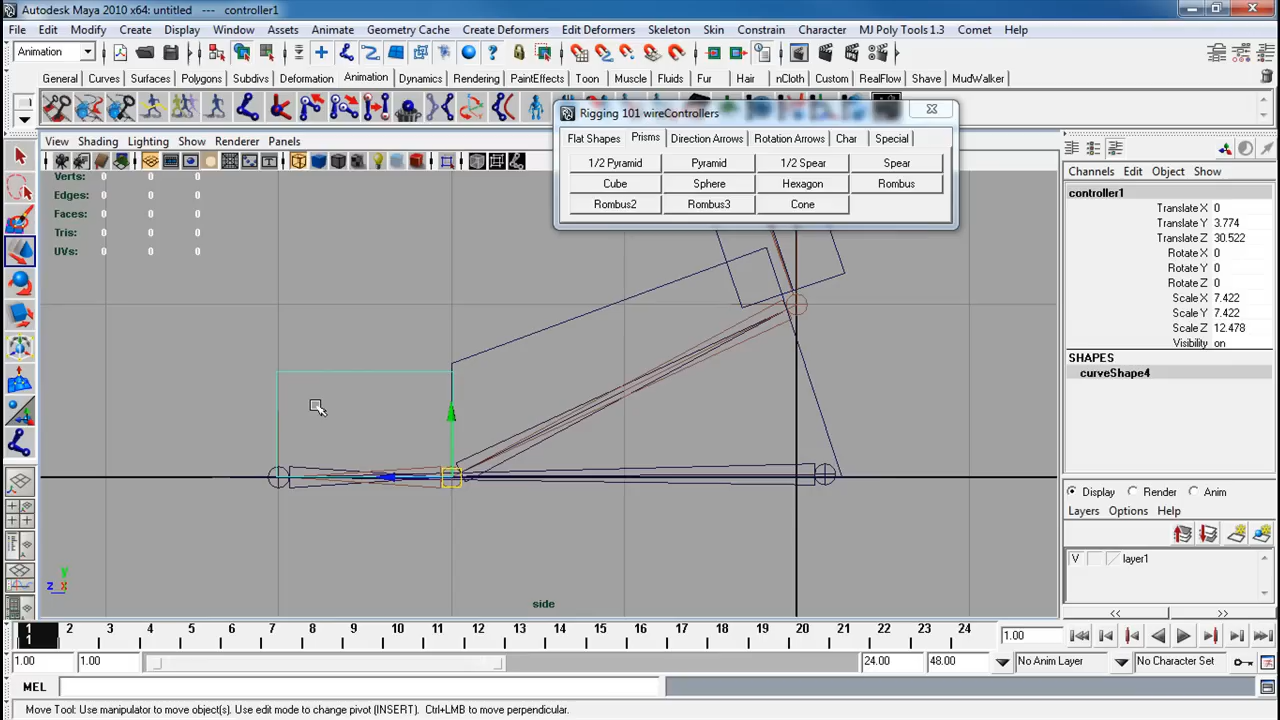 Autodesk Maya 2010 x64: untitled --- controller1
File Edit Modify Create Display Window Assets Animate Geometry Cache Create Deformers Edit Deformers Skeleton Skin Constrain Character MJ Poly Tools 1.3 Comet Help
Animation
General Curves Surfaces Polygons Subdivs Deformation Animation Dynamics Rendering PaintEffects Toon Muscle Fluids Fur Hair nCloth Custom RealFlow Shave MudWalker
Rigging 101 wireControllers
Flat Shapes Prisms Direction Arrows Rotation Arrows Char Special
1/2 Pyramid Pyramid 1/2 Spear Spear
Cube Sphere Hexagon Rombus
Rombus2 Rombus3 Cone
View Shading Lighting Show Renderer Panels
Verts: 0 0 0
Edges: 0 0 0
Faces: 0 0 0
Tris: 0 0 0
UVs: 0 0 0
Channels Edit Object Show
controller1
Translate X 0
Translate Y 3.774
Translate Z 30.522
Rotate X 0
Rotate Y 0
Rotate Z 0
Scale X 7.422
Scale Y 7.422
Scale Z 12.478
Visibility on
SHAPES
curveShape4
Display Render Anim
Layers Options Help
V layer1
<< >>
y
z x
side
1 2 3 4 5 6 7 8 9 10 11 12 13 14 15 16 17 18 19 20 21 22 23 24
1
1.00
1.00 1.00 24.00 48.00 No Anim Layer No Character Set
MEL
Move Tool: Use manipulator to move object(s). Use edit mode to change pivot (INSERT). Ctrl+LMB to move perpendicular.